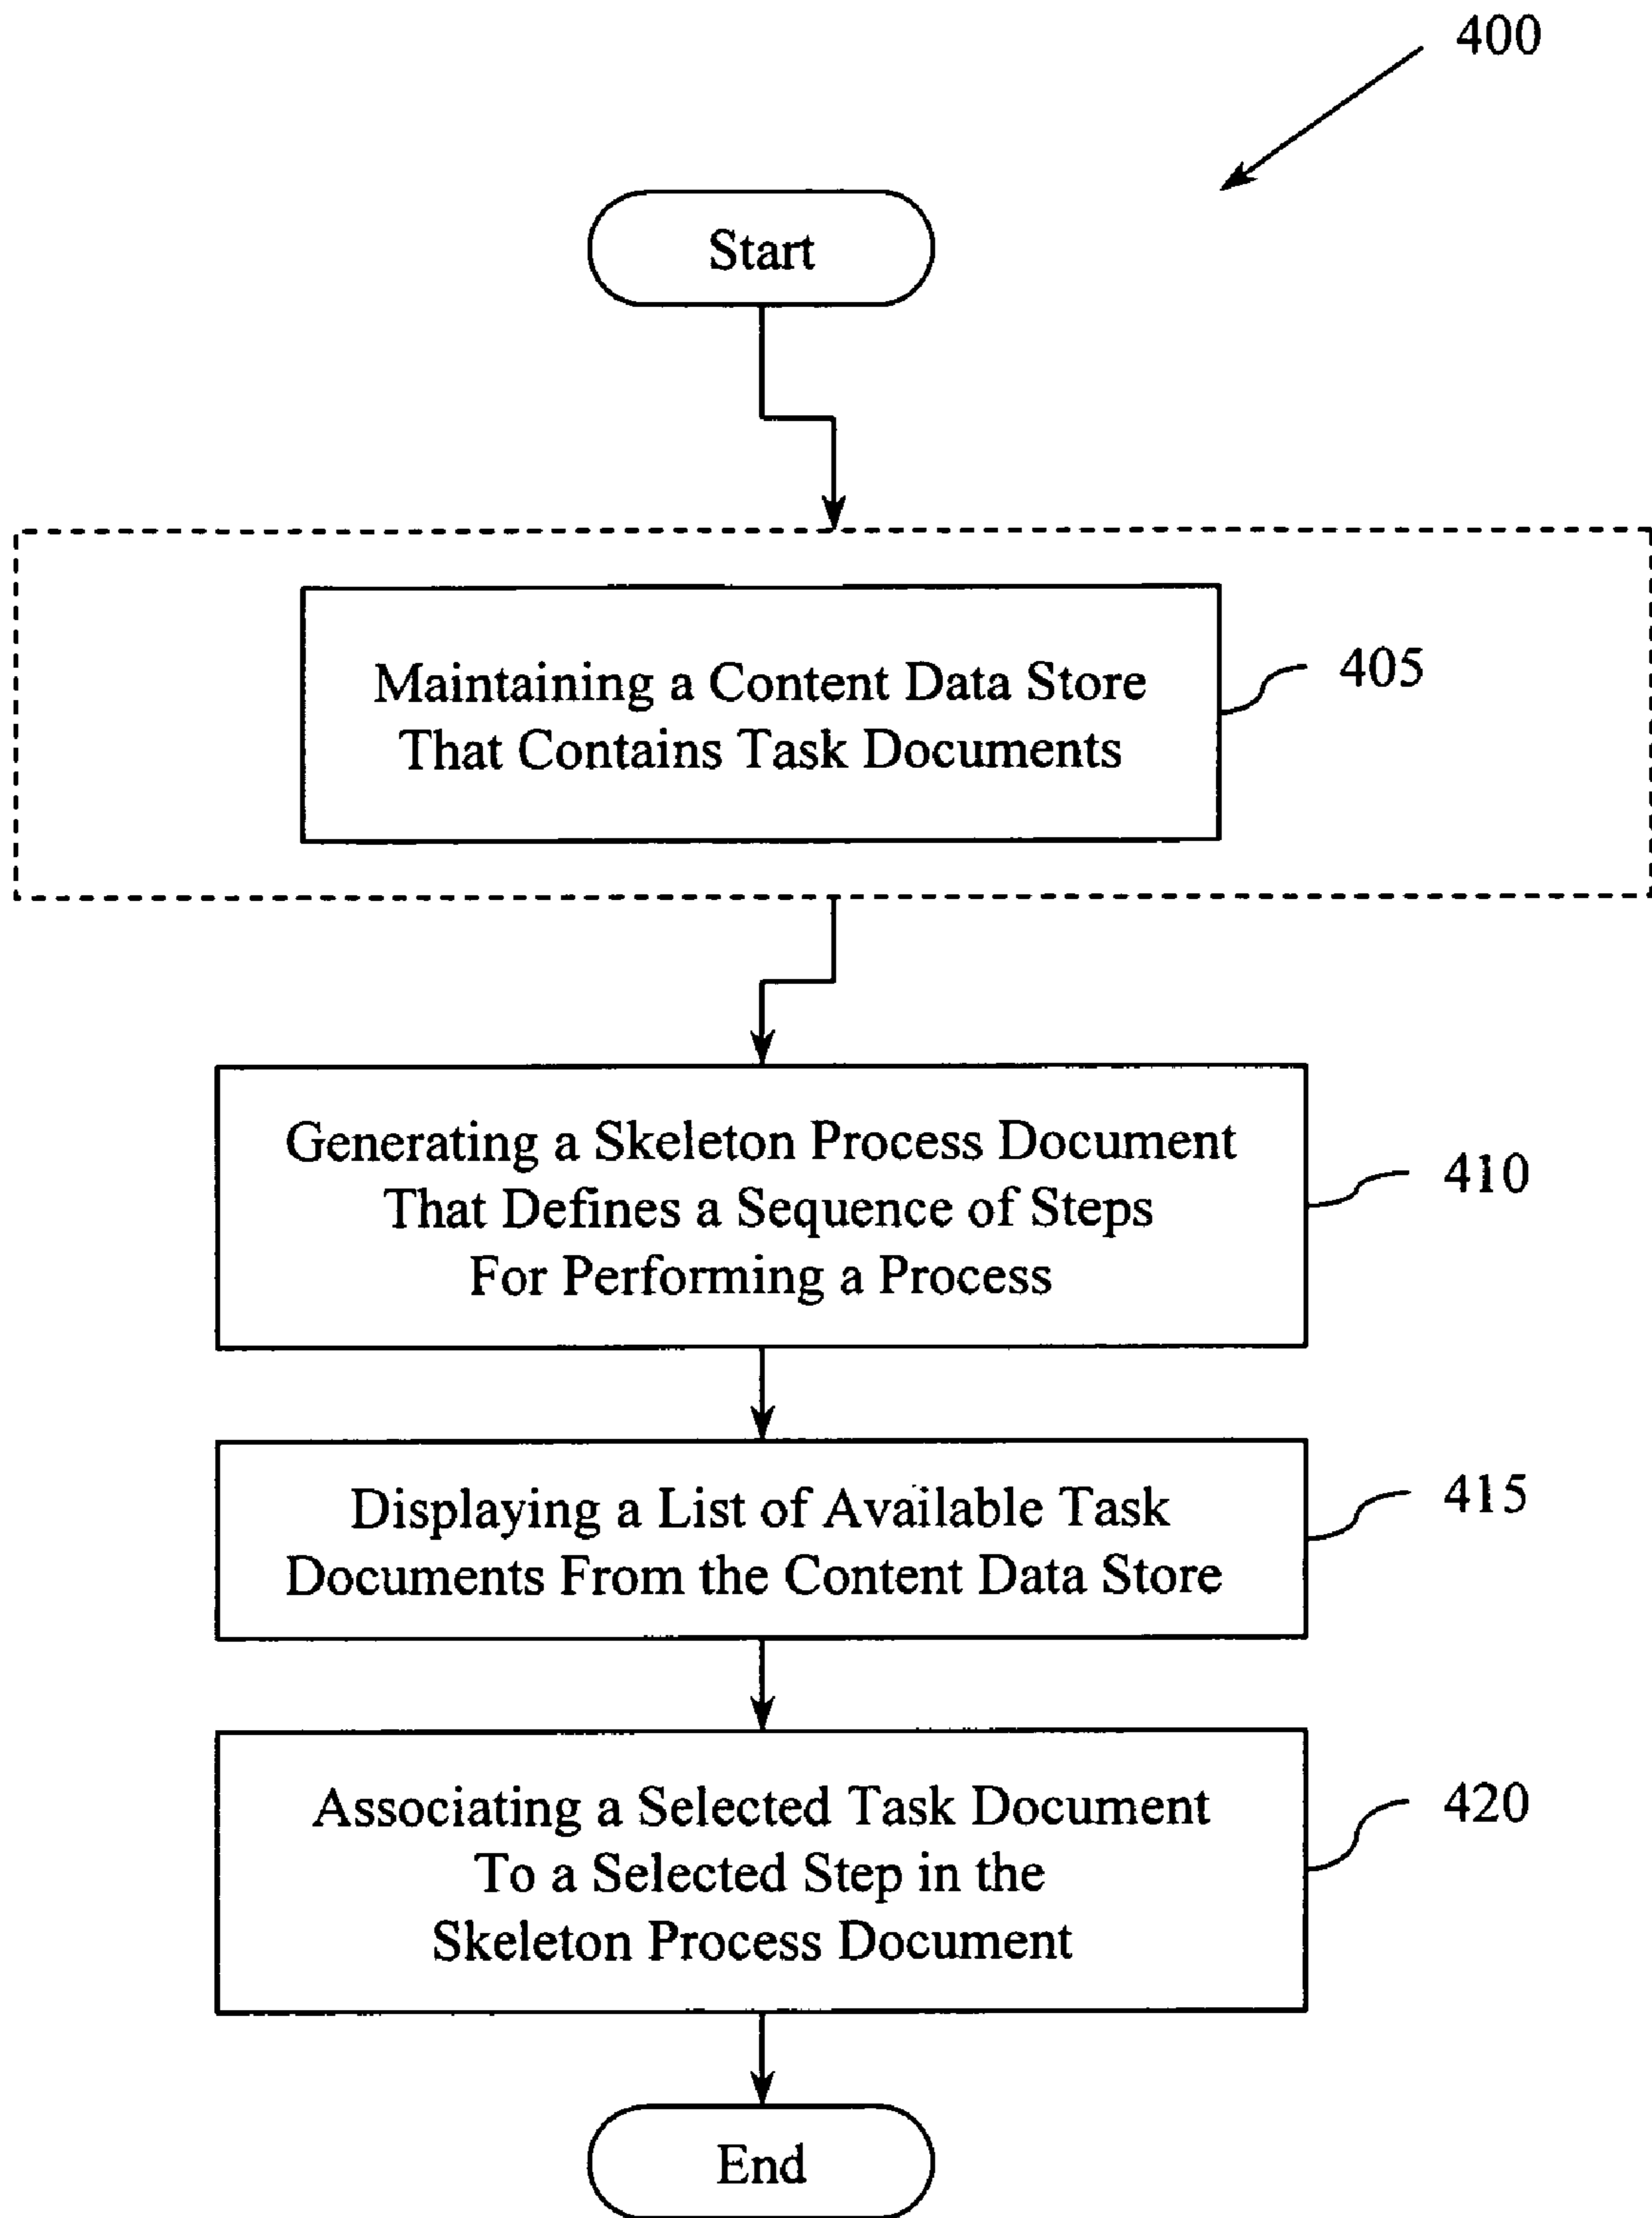 400
Start
Maintaining a Content Data Store
That Contains Task Documents
405
Generating a Skeleton Process Document
That Defines a Sequence of Steps
For Performing a Process
410
Displaying a List of Available Task
Documents From the Content Data Store
415
Associating a Selected Task Document
To a Selected Step in the
Skeleton Process Document
420
End